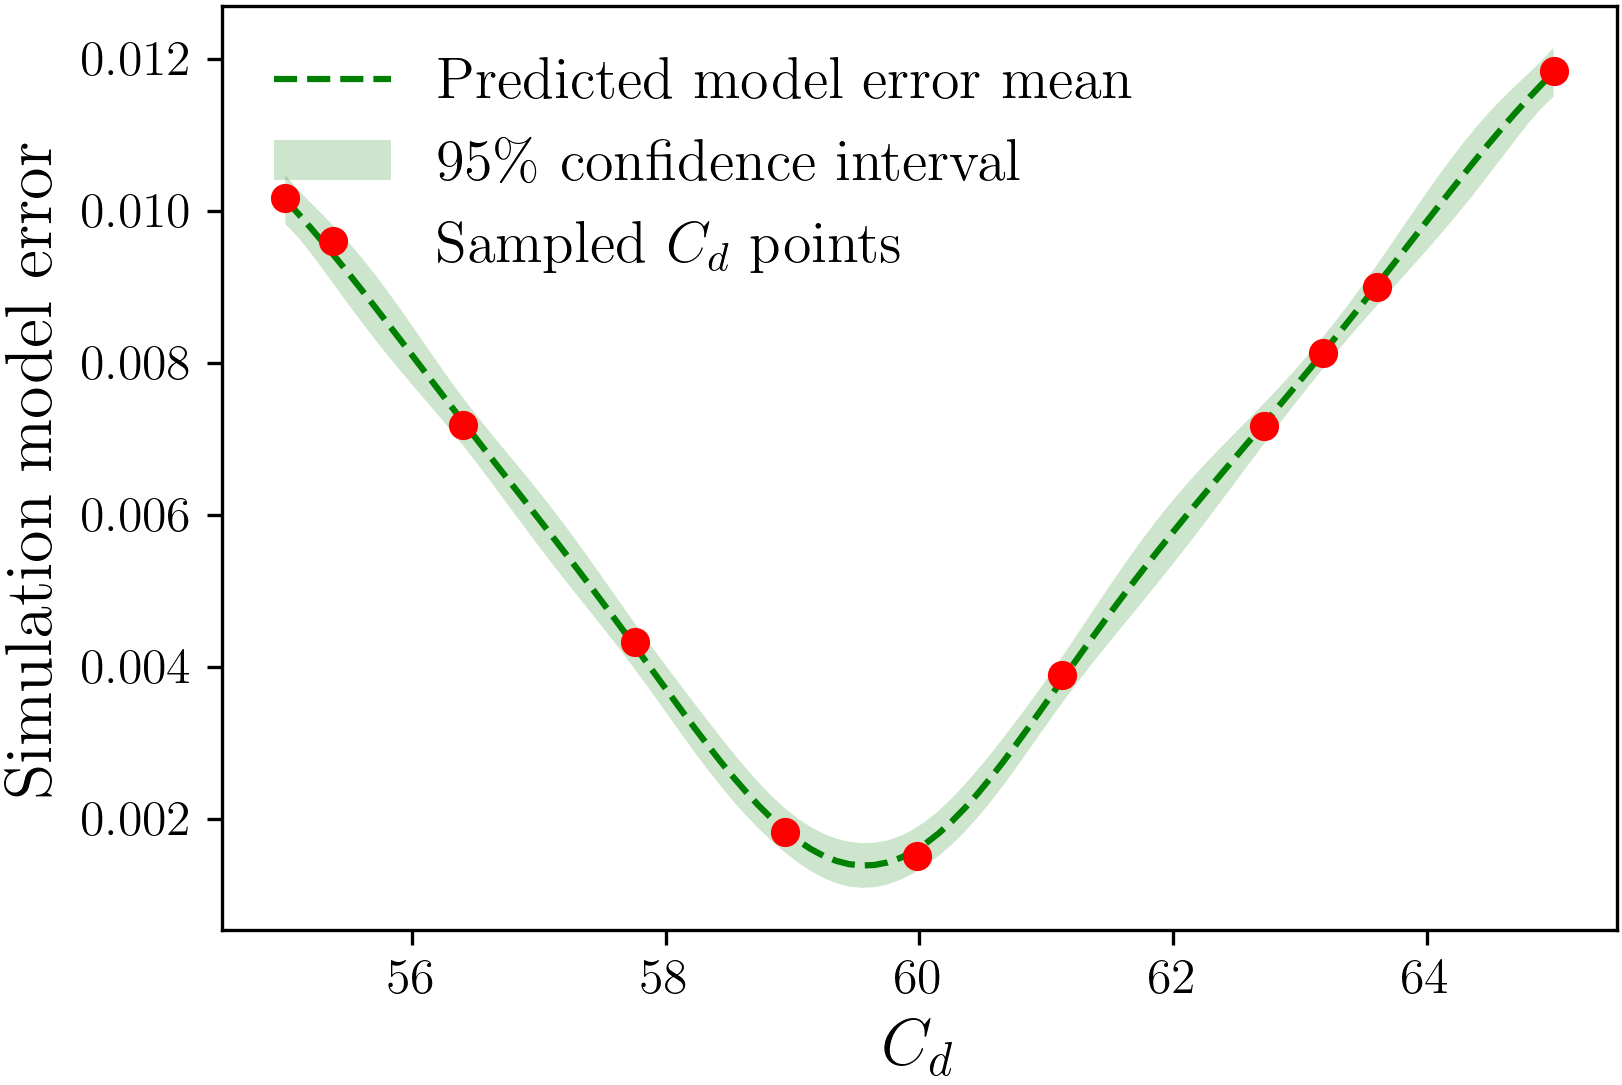 Predicted model error mean
95% confidence interval
Sampled C_d points
Simulation model error
0.012
0.010
0.008
0.006
0.004
0.002
56 58 60 62 64
C_d